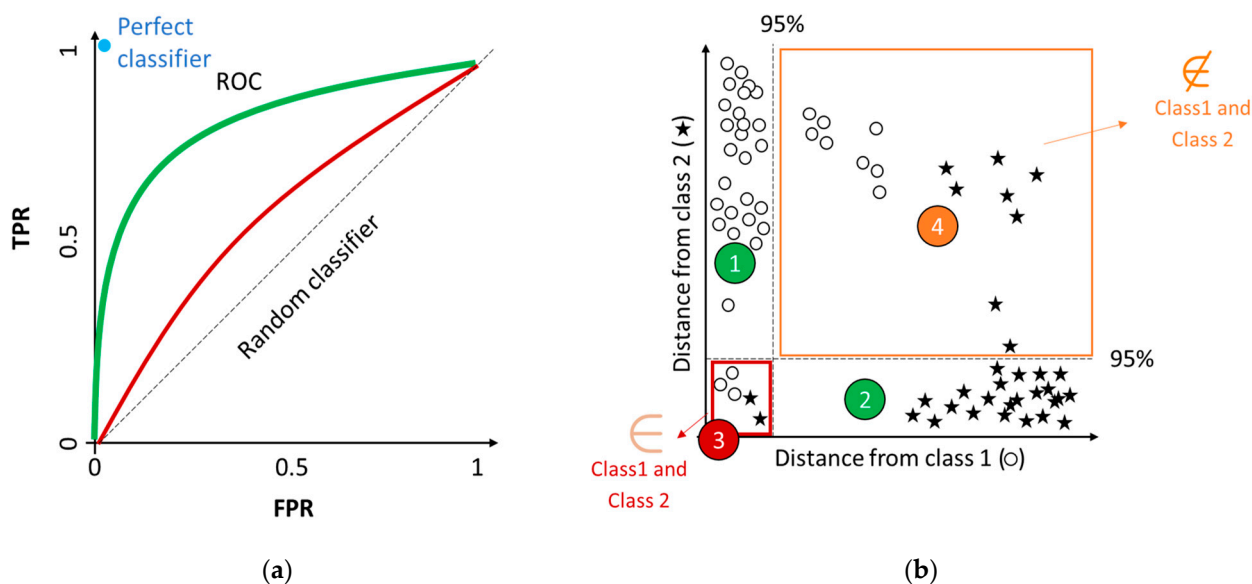 Perfect
classifier
ROC
1
0.5
0
TPR
Random classifier
0
0.5
1
FPR
(a)
95%
∉
Class1 and
Class 2
Distance from class 2 (★)
1
4
95%
2
3
∈
Class1 and
Class 2
Distance from class 1 (○)
(b)